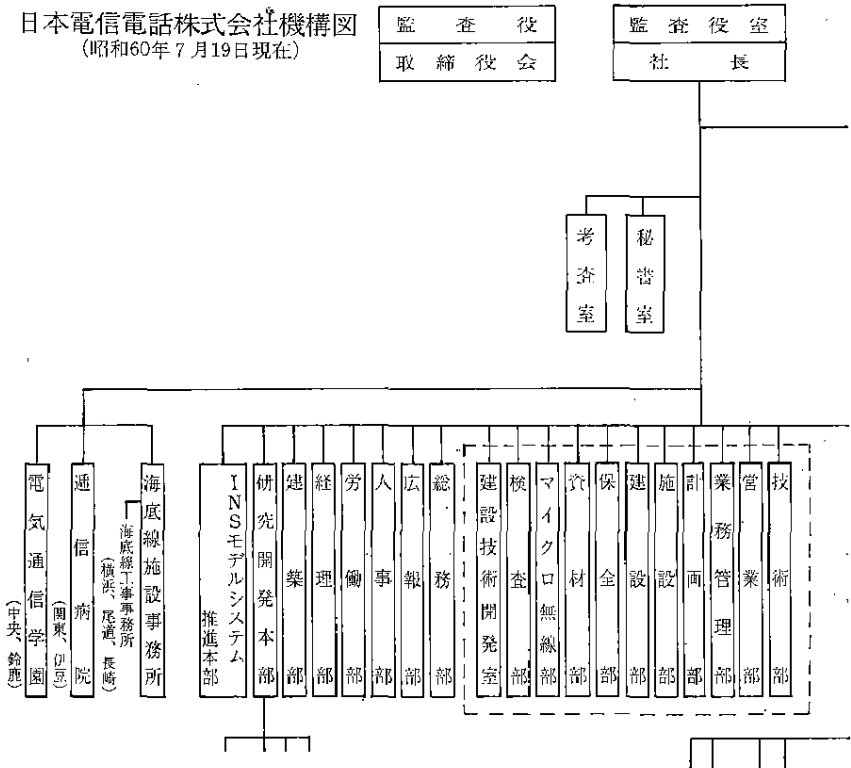 日本電信電話株式会社機構図
(昭和60年7月19日現在)
監査役
取締役会
監査役室
社長
考査室
秘書室
技術部
営業部
業務管理部
計画部
施設部
建設部
保全部
資材部
マイクロ無線部
検査部
建設技術開発室
総務部
広報部
人事部
労働部
経理部
建築部
研究開発本部
INSモデルシステム
推進本部
海底線施設事務所
海底線工事事務所
(横浜、尾道、長崎)
逓信病院
(関東、伊豆)
電気通信学園
(中央、鈴鹿)